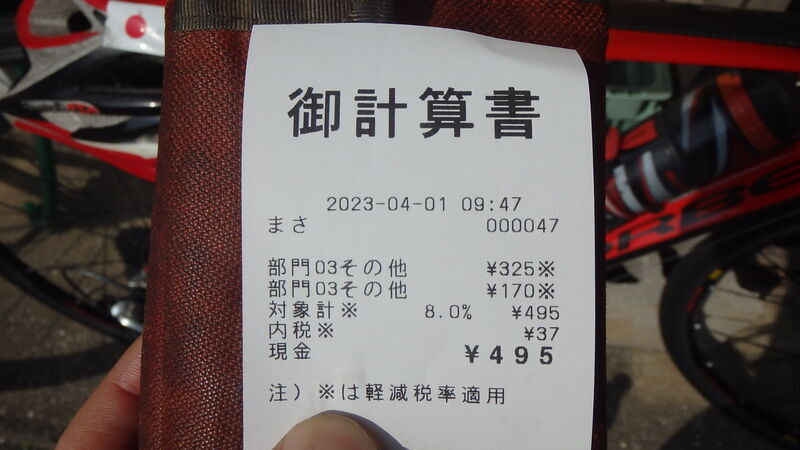 御計算書
2023-04-01 09:47
まさ 000047
部門03その他 ¥325※
部門03その他 ¥170※
対象計※ 8.0% ¥495
内税※ ¥37
現金 ¥495
注）※は軽減税率適用